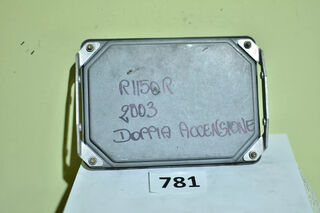 R1150R
2003
DOPPIA ACCENSIONE
781